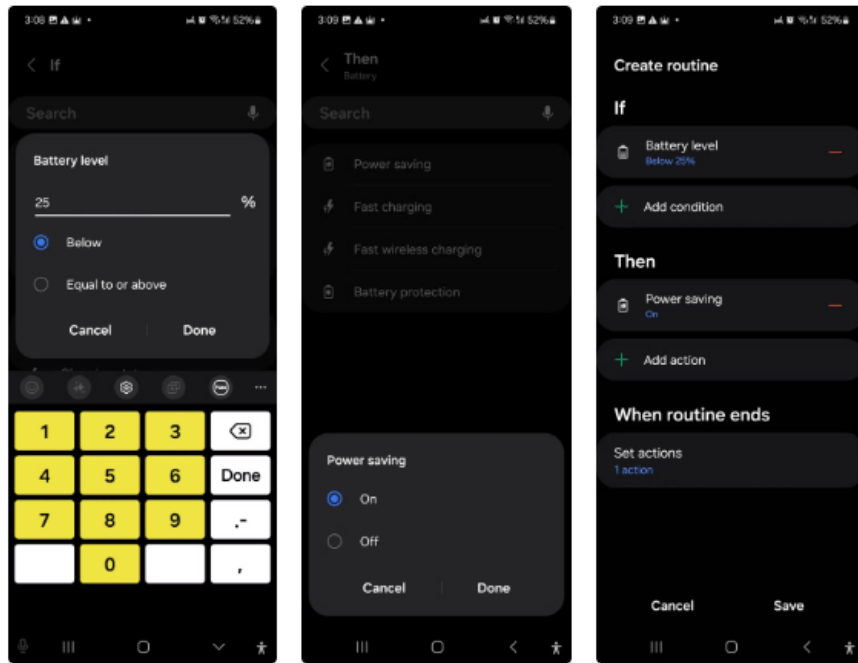 3:08
52%
If
Search
Battery level
25
%
Below
Equal to or above
Cancel
Done
1
2
3
4
5
6
Done
7
8
9
.-
0
,
3:09
52%
Then
Battery
Search
Power saving
Fast charging
Fast wireless charging
Battery protection
Power saving
On
Off
Cancel
Done
3:09
52%
Create routine
If
Battery level
Below 25%
Add condition
Then
Power saving
On
Add action
When routine ends
Set actions
1 action
Cancel
Save